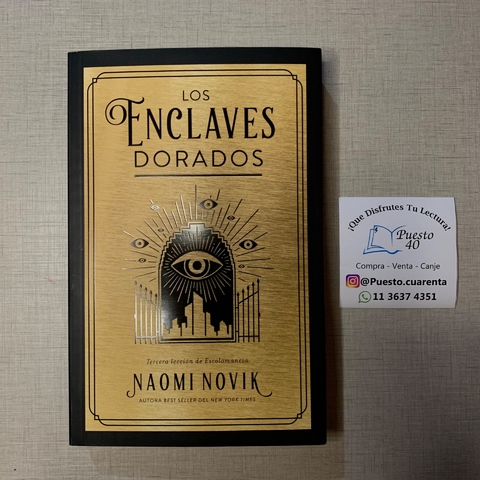 LOS
ENCLAVES
DORADOS
Tercera lección de Escolomancia
NAOMI NOVIK
AUTORA BEST SELLER DEL NEW YORK TIMES
¡Que Disfrutes Tu Lectura!
Puesto
40
Compra - Venta - Canje
@Puesto.cuarenta
11 3637 4351